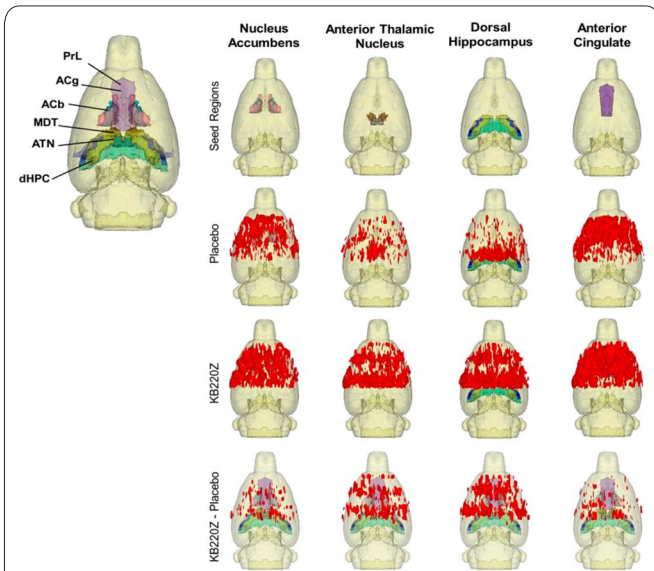 Nucleus
Accumbens
Anterior Thalamic
Nucleus
Dorsal
Hippocampus
Anterior
Cingulate
PrL
ACg
ACb
MDT
ATN
dHPC
Seed Regions
Placebo
KB220Z
KB220Z - Placebo